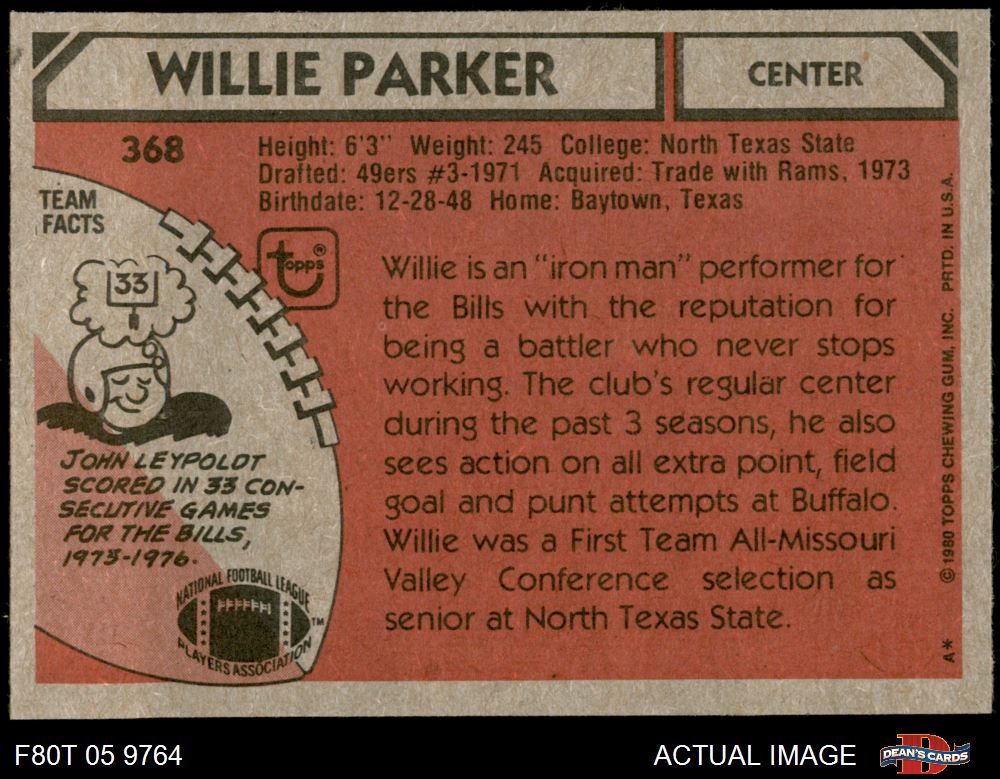 WILLIE PARKER
CENTER
368
Height: 6'3" Weight: 245 College: North Texas State
Drafted: 49ers #3-1971 Acquired: Trade with Rams, 1973
Birthdate: 12-28-48 Home: Baytown, Texas
TEAM
FACTS
33
JOHN LEYPOLDT
SCORED IN 33 CON-
SECUTIVE GAMES
FOR THE BILLS,
1973-1976.
NATIONAL FOOTBALL LEAGUE
PLAYERS ASSOCIATION
TM
topps®
Willie is an "iron man" performer for
the Bills with the reputation for
being a battler who never stops
working. The club's regular center
during the past 3 seasons, he also
sees action on all extra point, field
goal and punt attempts at Buffalo.
Willie was a First Team All-Missouri
Valley Conference selection as
senior at North Texas State.
A* © 1980 TOPPS CHEWING GUM, INC. PRTD. IN U.S.A.
F80T 05 9764
ACTUAL IMAGE
D
DEAN'S CARDS